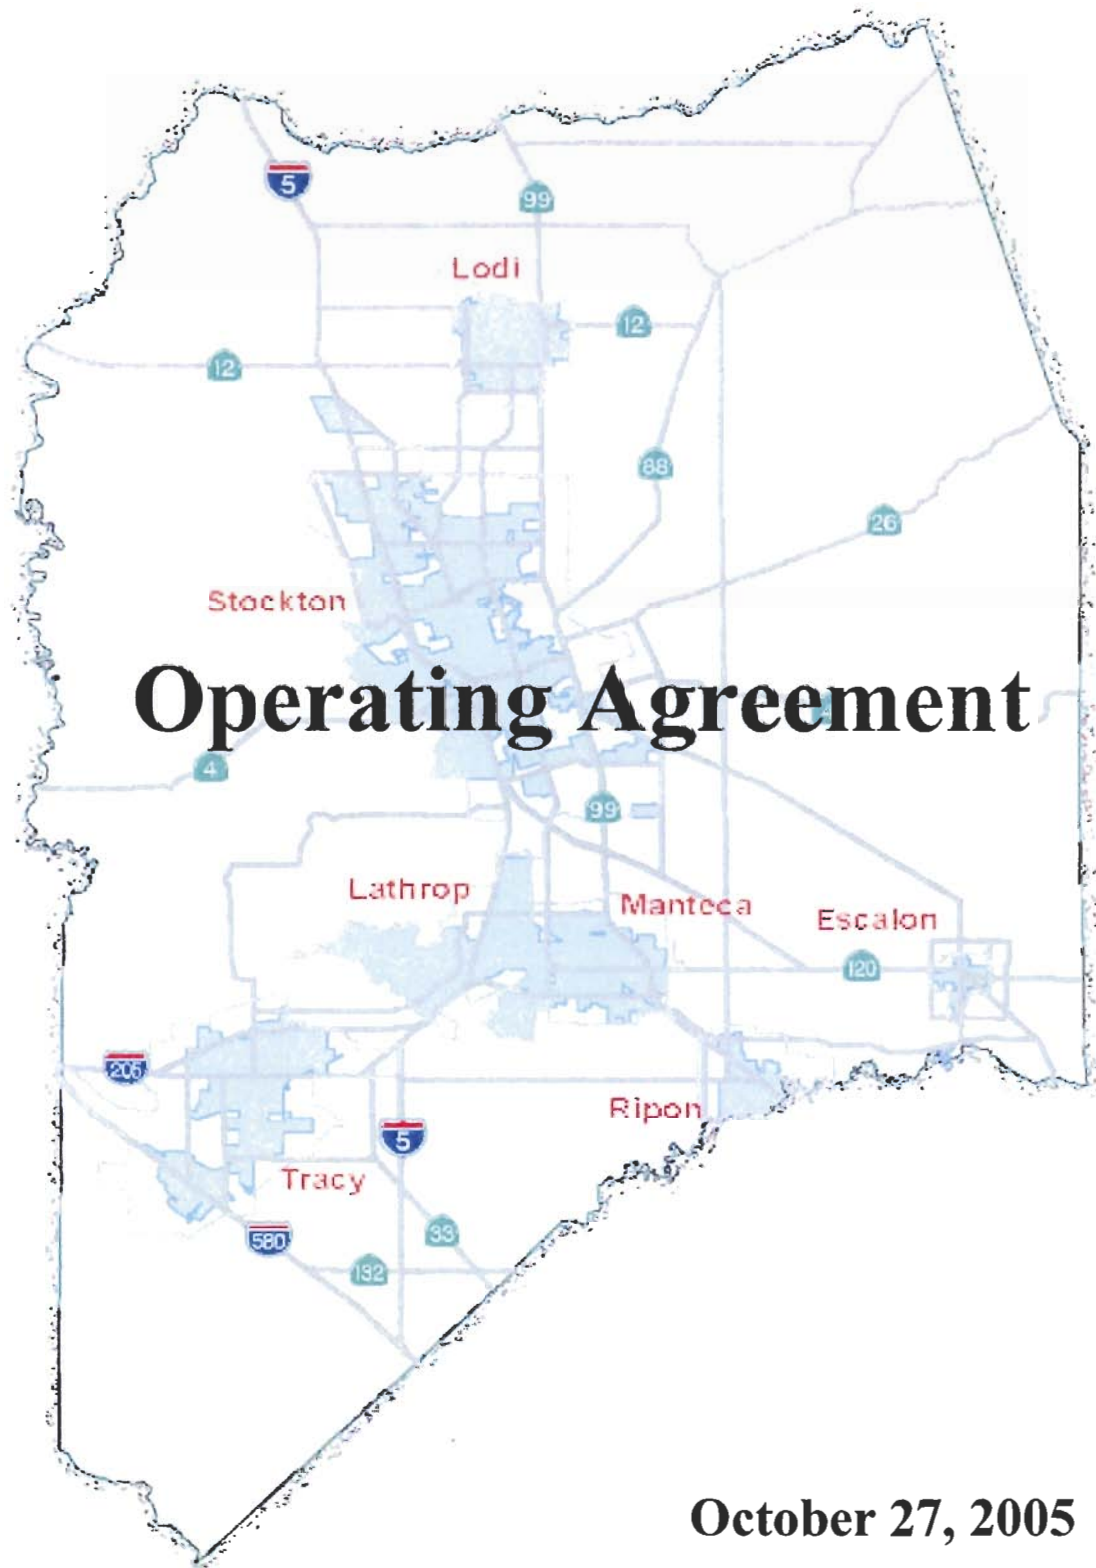 5
99
Lodi
12
12
88
26
Stockton
Operating Agreement
4
99
Lathrop
Manteca
Escalon
120
205
Ripon
5
Tracy
33
580
132
October 27, 2005